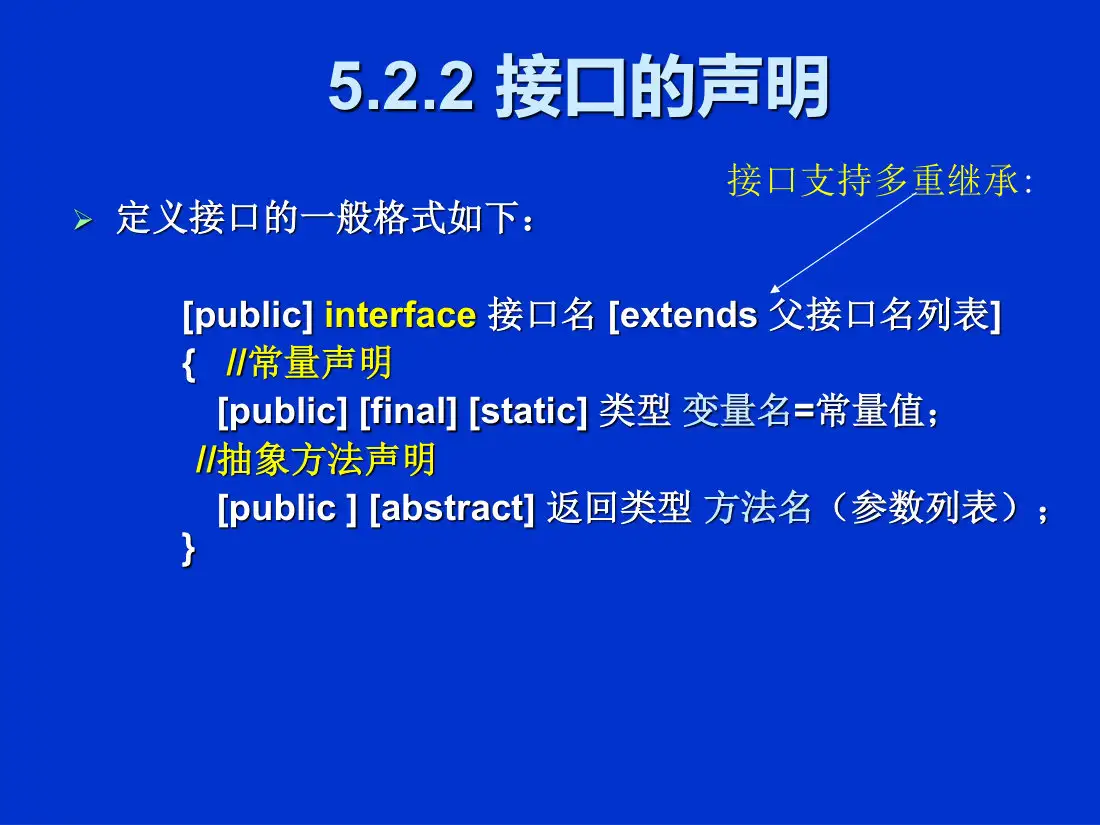 5.2.2 接口的声明
接口支持多重继承:
定义接口的一般格式如下：
[public] interface 接口名 [extends 父接口名列表]
{ //常量声明
[public] [final] [static] 类型 变量名=常量值；
//抽象方法声明
[public ] [abstract] 返回类型 方法名（参数列表）；
}